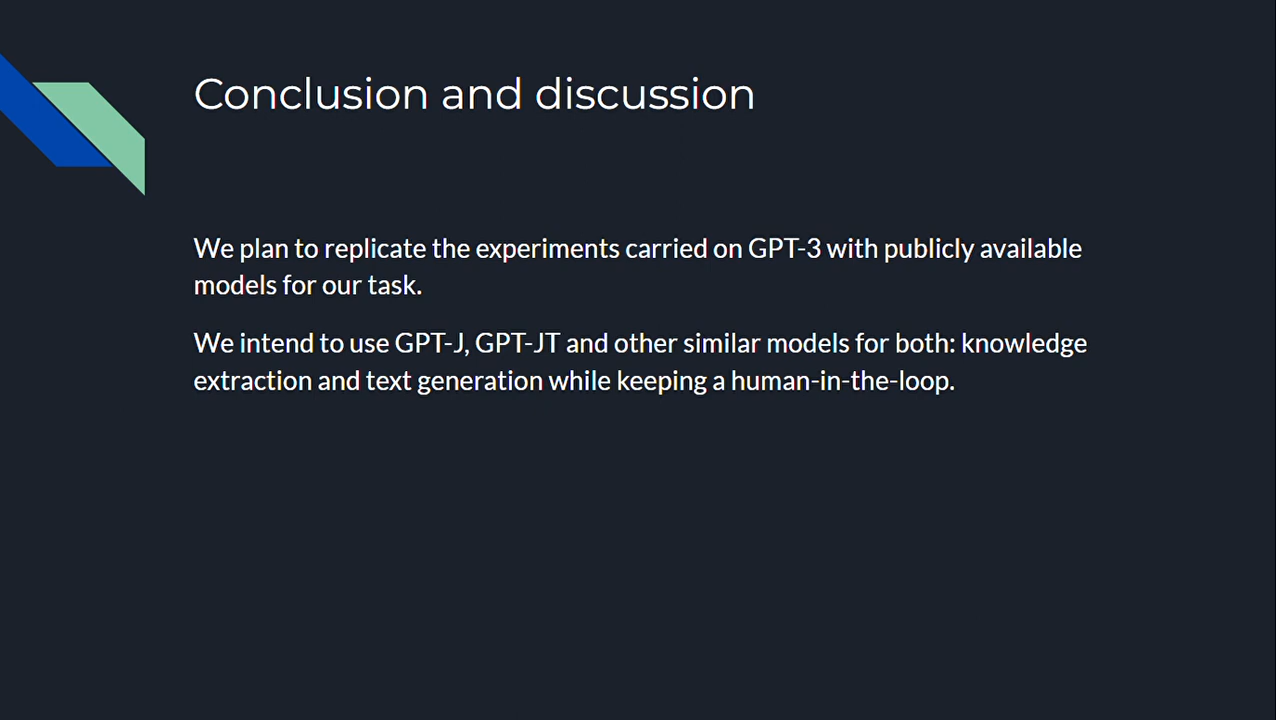 Conclusion and discussion
We plan to replicate the experiments carried on GPT-3 with publicly available
models for our task.
We intend to use GPT-J, GPT-JT and other similar models for both: knowledge
extraction and text generation while keeping a human-in-the-loop.